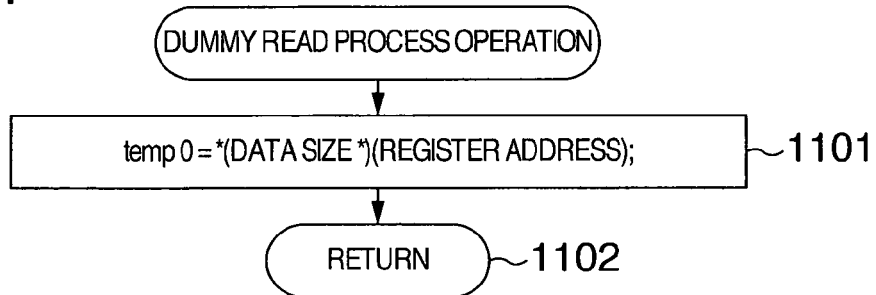 DUMMY READ PROCESS OPERATION
temp 0 = *(DATA SIZE *)(REGISTER ADDRESS); 1101
RETURN 1102